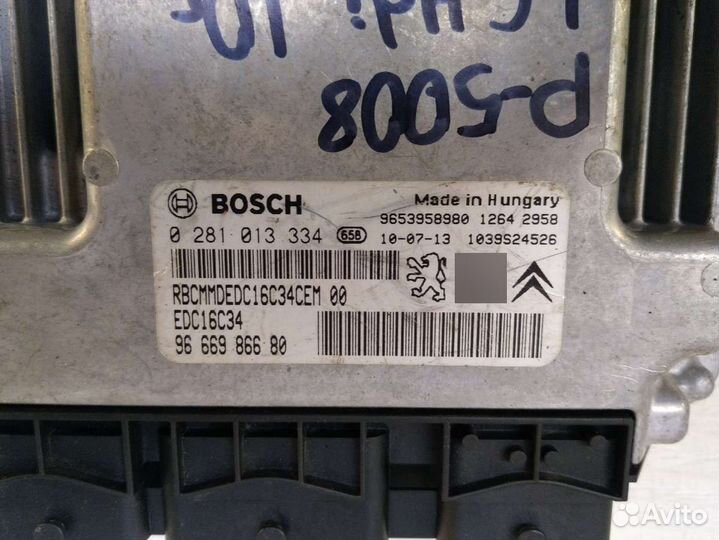 1.6 Hdi 10г
P-5008
BOSCH
Made in Hungary
9653958980 1264 2958
0 281 013 334 658 10-07-13 1039S24526
RBCMMDEDC16C34CEM 00
EDC16C34
96 669 866 80
Avito